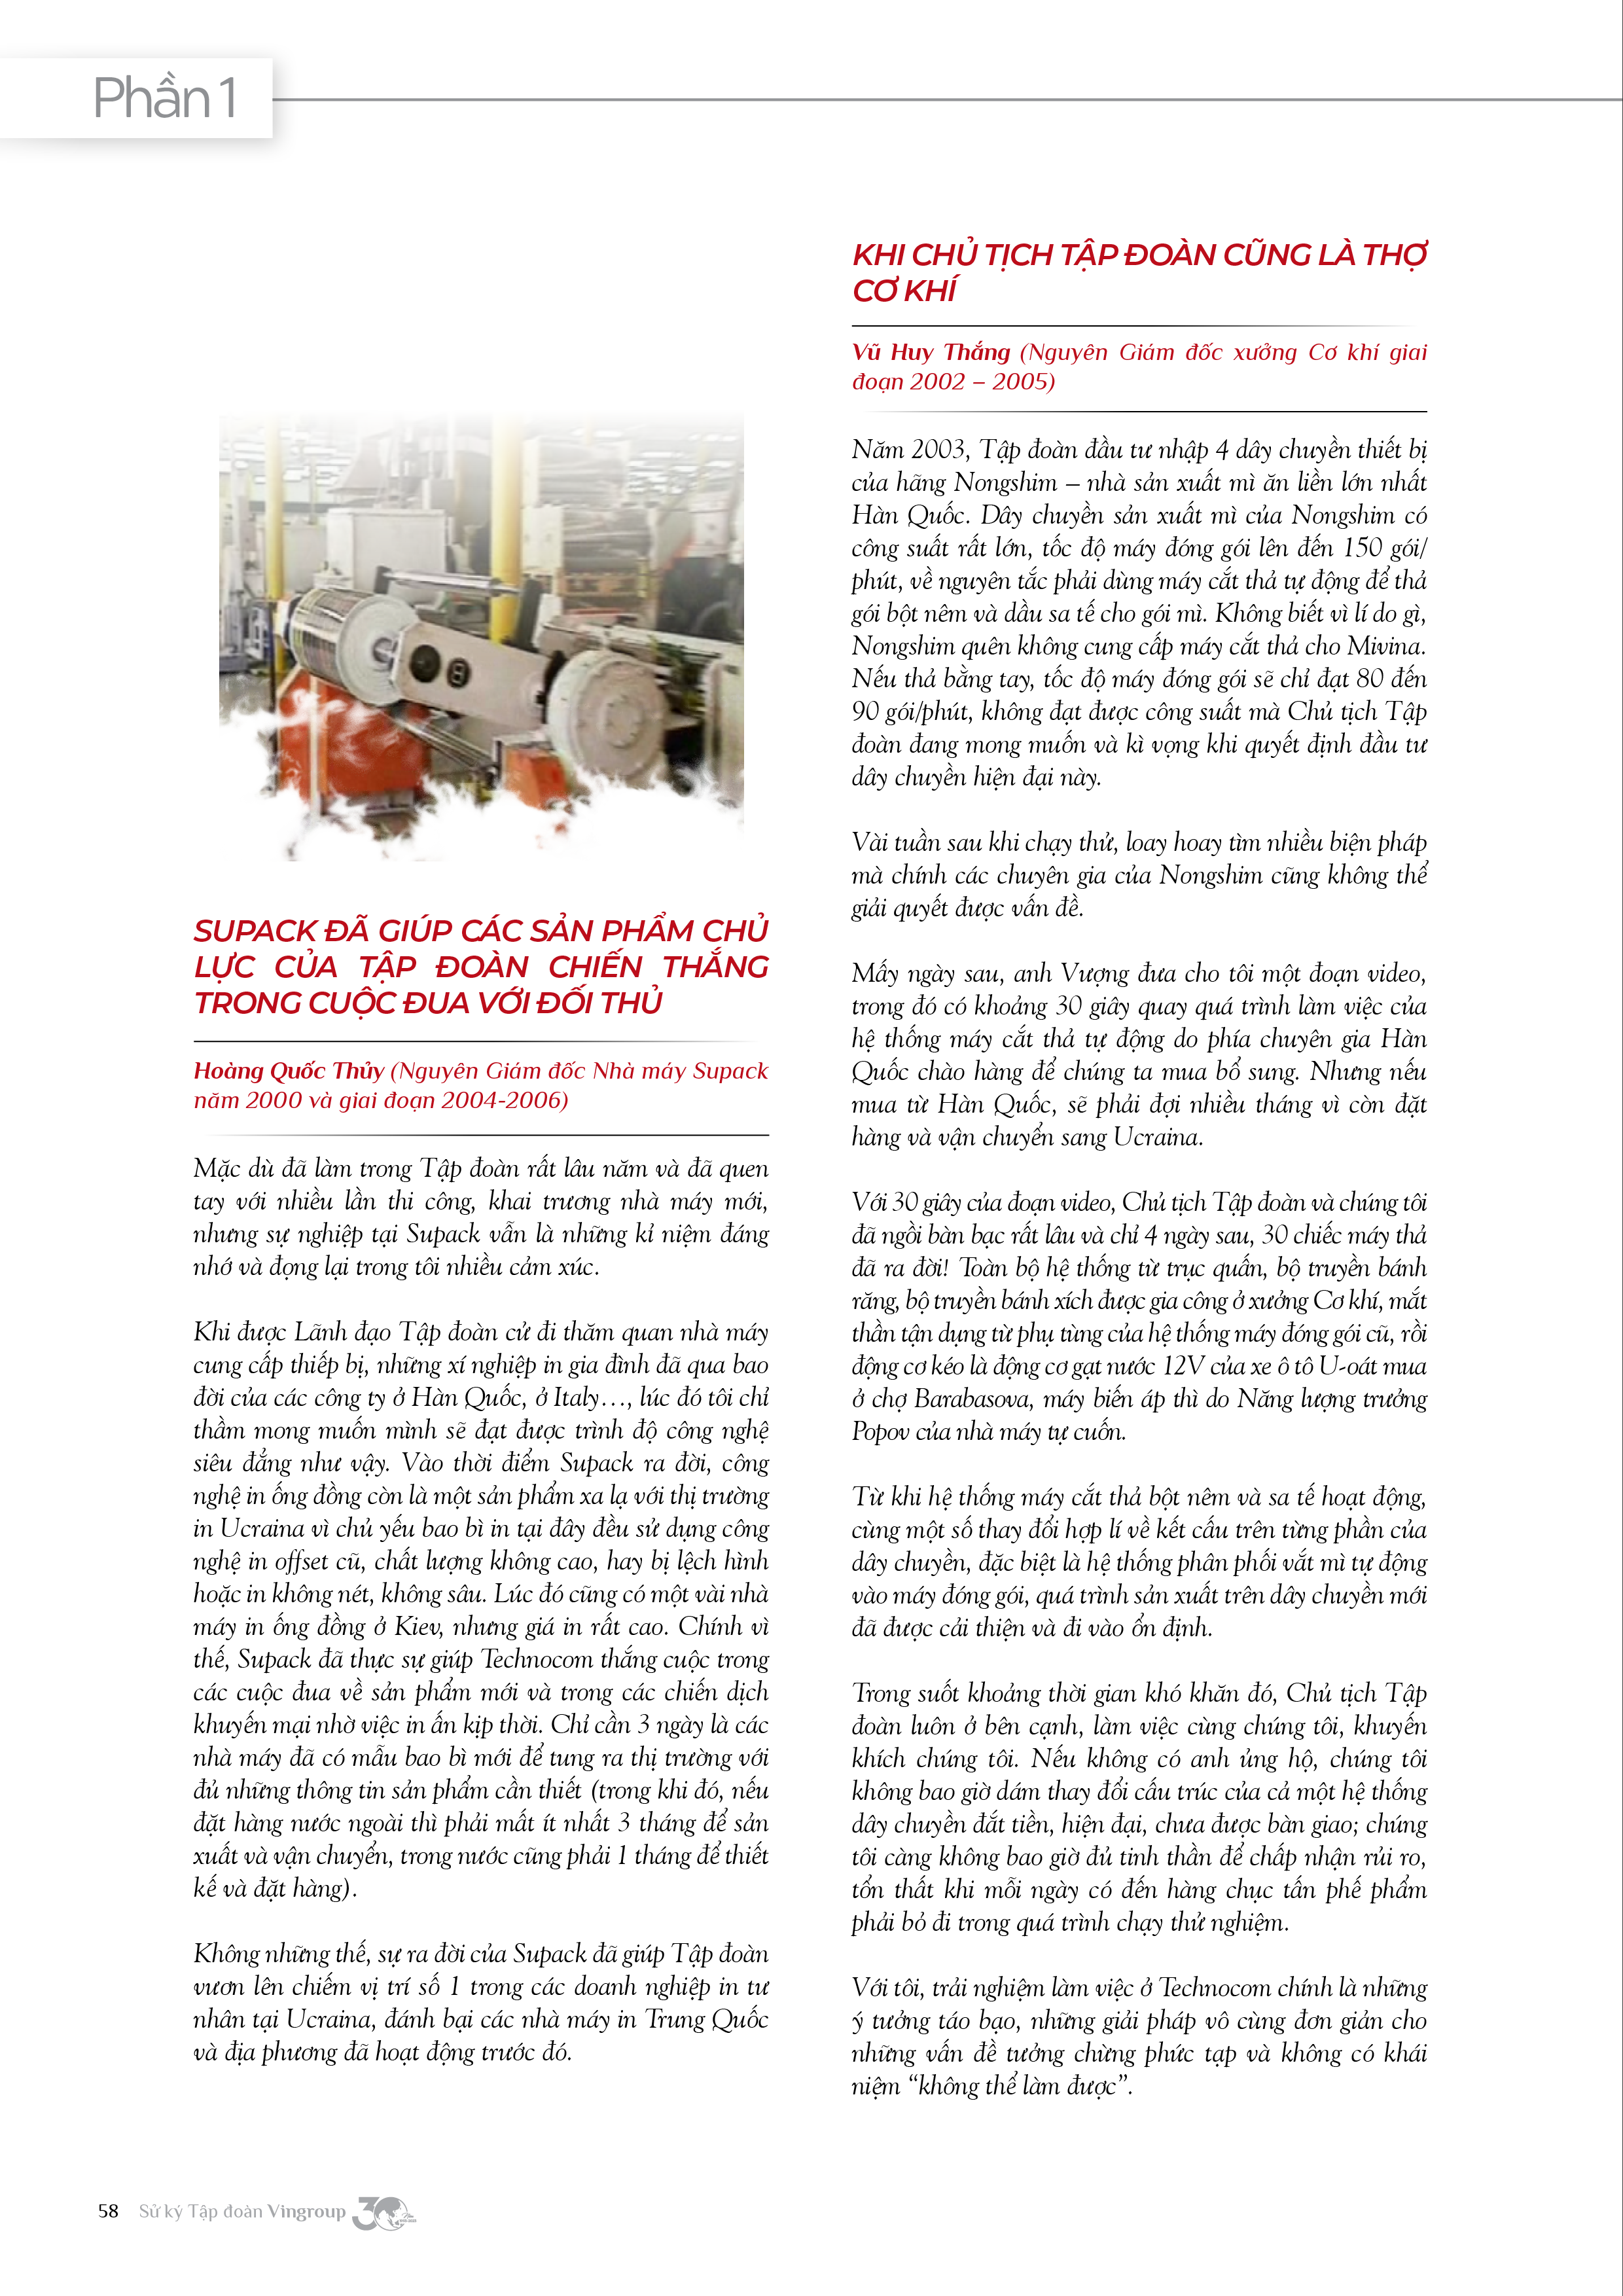 Phần 1
SUPACK ĐÃ GIÚP CÁC SẢN PHẨM CHỦ
LỰC CỦA TẬP ĐOÀN CHIẾN THẮNG
TRONG CUỘC ĐUA VỚI ĐỐI THỦ
Hoàng Quốc Thủy (Nguyên Giám đốc Nhà máy Supack
năm 2000 và giai đoạn 2004-2006)
Mặc dù đã làm trong Tập đoàn rất lâu năm và đã quen
tay với nhiều lần thi công, khai trương nhà máy mới,
nhưng sự nghiệp tại Supack vẫn là những kỉ niệm đáng
nhớ và đọng lại trong tôi nhiều cảm xúc.
Khi được Lãnh đạo Tập đoàn cử đi thăm quan nhà máy
cung cấp thiếp bị, những xí nghiệp in gia đình đã qua bao
đời của các công ty ở Hàn Quốc, ở Italy…, lúc đó tôi chỉ
thầm mong muốn mình sẽ đạt được trình độ công nghệ
siêu đẳng như vậy. Vào thời điểm Supack ra đời, công
nghệ in ống đồng còn là một sản phẩm xa lạ với thị trường
in Ucraina vì chủ yếu bao bì in tại đây đều sử dụng công
nghệ in offset cũ, chất lượng không cao, hay bị lệch hình
hoặc in không nét, không sâu. Lúc đó cũng có một vài nhà
máy in ống đồng ở Kiev, nhưng giá in rất cao. Chính vì
thế, Supack đã thực sự giúp Technocom thắng cuộc trong
các cuộc đua về sản phẩm mới và trong các chiến dịch
khuyến mại nhờ việc in ấn kịp thời. Chỉ cần 3 ngày là các
nhà máy đã có mẫu bao bì mới để tung ra thị trường với
đủ những thông tin sản phẩm cần thiết (trong khi đó, nếu
đặt hàng nước ngoài thì phải mất ít nhất 3 tháng để sản
xuất và vận chuyển, trong nước cũng phải 1 tháng để thiết
kế và đặt hàng).
Không những thế, sự ra đời của Supack đã giúp Tập đoàn
vươn lên chiếm vị trí số 1 trong các doanh nghiệp in tư
nhân tại Ucraina, đánh bại các nhà máy in Trung Quốc
và địa phương đã hoạt động trước đó.
KHI CHỦ TỊCH TẬP ĐOÀN CŨNG LÀ THỢ
CƠ KHÍ
Vũ Huy Thắng (Nguyên Giám đốc xưởng Cơ khí giai
đoạn 2002 – 2005)
Năm 2003, Tập đoàn đầu tư nhập 4 dây chuyền thiết bị
của hãng Nongshim – nhà sản xuất mì ăn liền lớn nhất
Hàn Quốc. Dây chuyền sản xuất mì của Nongshim có
công suất rất lớn, tốc độ máy đóng gói lên đến 150 gói/
phút, về nguyên tắc phải dùng máy cắt thả tự động để thả
gói bột nêm và dầu sa tế cho gói mì. Không biết vì lí do gì,
Nongshim quên không cung cấp máy cắt thả cho Mivina.
Nếu thả bằng tay, tốc độ máy đóng gói sẽ chỉ đạt 80 đến
90 gói/phút, không đạt được công suất mà Chủ tịch Tập
đoàn đang mong muốn và kì vọng khi quyết định đầu tư
dây chuyền hiện đại này.
Vài tuần sau khi chạy thử, loay hoay tìm nhiều biện pháp
mà chính các chuyên gia của Nongshim cũng không thể
giải quyết được vấn đề.
Mấy ngày sau, anh Vượng đưa cho tôi một đoạn video,
trong đó có khoảng 30 giây quay quá trình làm việc của
hệ thống máy cắt thả tự động do phía chuyên gia Hàn
Quốc chào hàng để chúng ta mua bổ sung. Nhưng nếu
mua từ Hàn Quốc, sẽ phải đợi nhiều tháng vì còn đặt
hàng và vận chuyển sang Ucraina.
Với 30 giây của đoạn video, Chủ tịch Tập đoàn và chúng tôi
đã ngồi bàn bạc rất lâu và chỉ 4 ngày sau, 30 chiếc máy thả
đã ra đời! Toàn bộ hệ thống từ trục quấn, bộ truyền bánh
răng, bộ truyền bánh xích được gia công ở xưởng Cơ khí, mắt
thần tận dụng từ phụ tùng của hệ thống máy đóng gói cũ, rồi
động cơ kéo là động cơ gạt nước 12V của xe ô tô U-oát mua
ở chợ Barabasova, máy biến áp thì do Năng lượng trưởng
Popov của nhà máy tự cuốn.
Từ khi hệ thống máy cắt thả bột nêm và sa tế hoạt động,
cùng một số thay đổi hợp lí về kết cấu trên từng phần của
dây chuyền, đặc biệt là hệ thống phân phối vắt mì tự động
vào máy đóng gói, quá trình sản xuất trên dây chuyền mới
đã được cải thiện và đi vào ổn định.
Trong suốt khoảng thời gian khó khăn đó, Chủ tịch Tập
đoàn luôn ở bên cạnh, làm việc cùng chúng tôi, khuyến
khích chúng tôi. Nếu không có anh ủng hộ, chúng tôi
không bao giờ dám thay đổi cấu trúc của cả một hệ thống
dây chuyền đắt tiền, hiện đại, chưa được bàn giao; chúng
tôi càng không bao giờ đủ tinh thần để chấp nhận rủi ro,
tổn thất khi mỗi ngày có đến hàng chục tấn phế phẩm
phải bỏ đi trong quá trình chạy thử nghiệm.
Với tôi, trải nghiệm làm việc ở Technocom chính là những
ý tưởng táo bạo, những giải pháp vô cùng đơn giản cho
những vấn đề tưởng chừng phức tạp và không có khái
niệm “không thể làm được”.
58 Sử ký Tập đoàn Vingroup 30